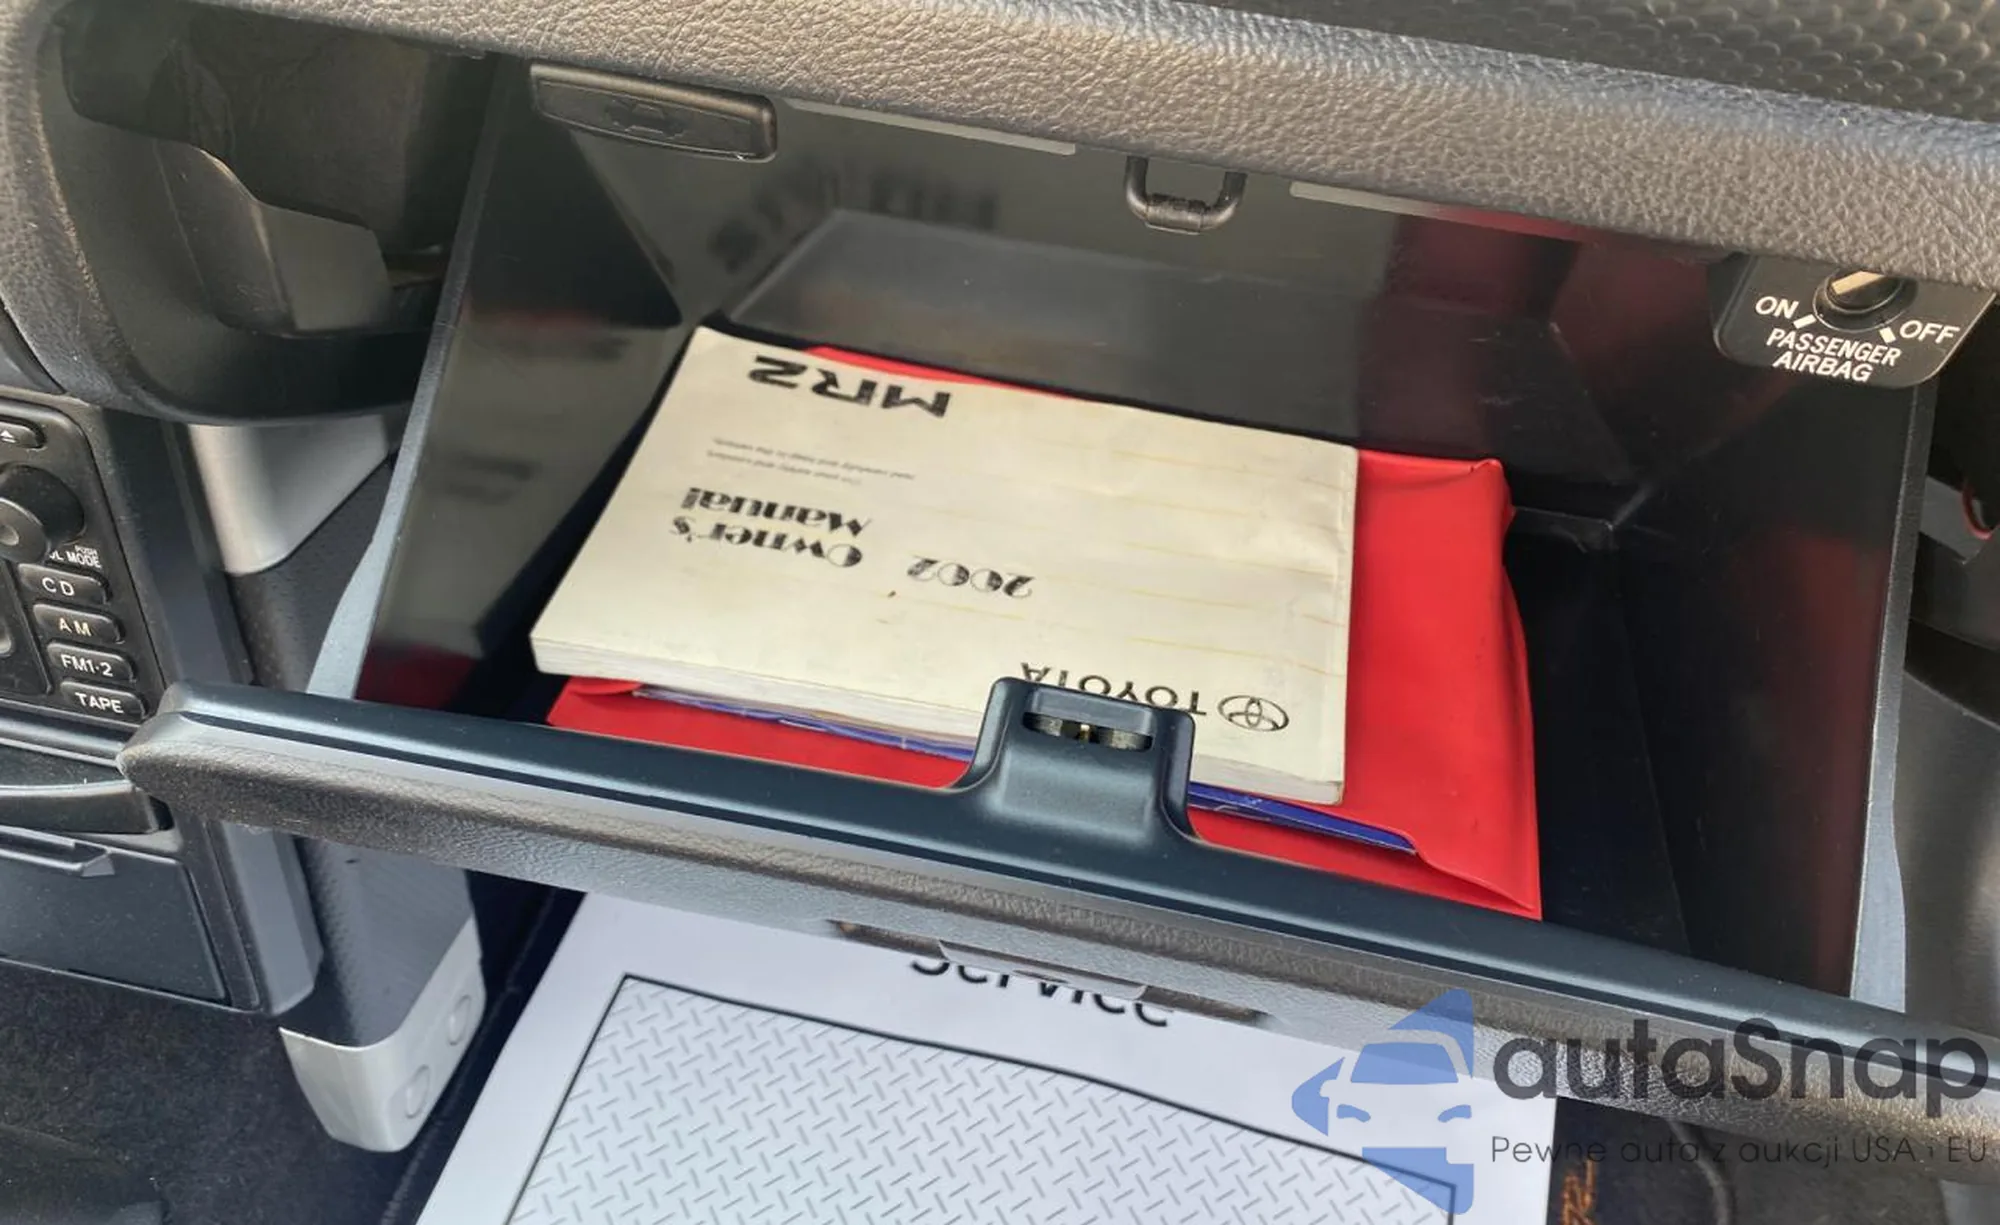 ON OFF
PASSENGER
AIRBAG
MR2
Owner's
Manual
2002
TOYOTA
PUSH
MODE
CD
AM
FM1·2
TAPE
Service
autoSnap
Pewne auta z aukcji USA i EU